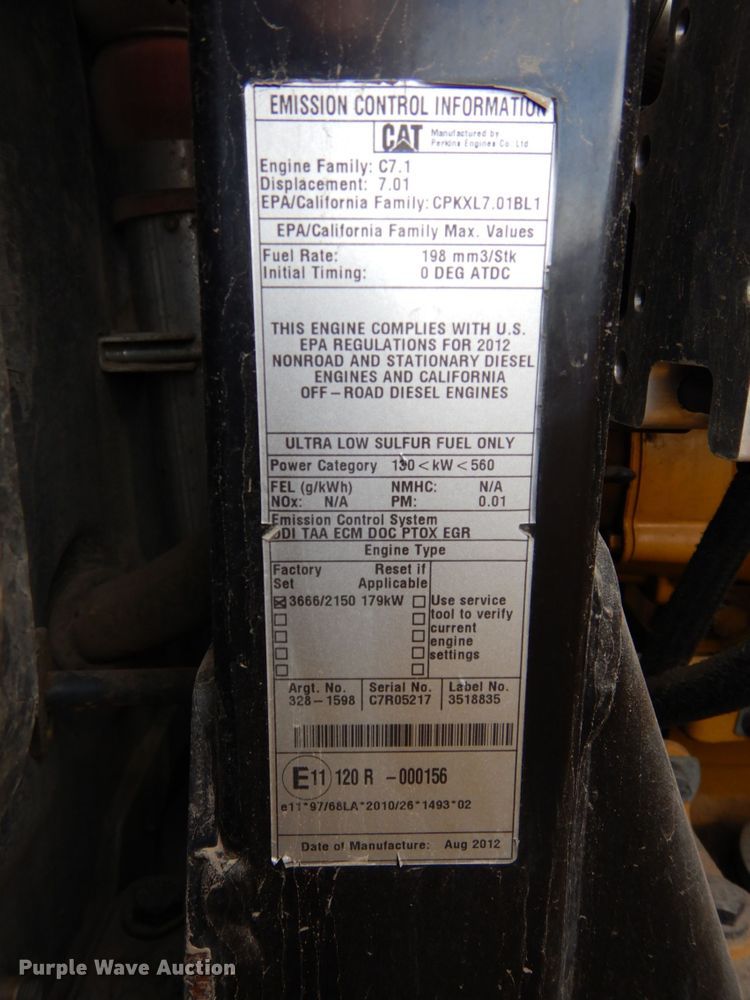 EMISSION CONTROL INFORMATION
CAT
Manufactured by
Perkins Engines Co. Ltd
Engine Family: C7.1
Displacement: 7.01
EPA/California Family: CPKXL7.01BL1
EPA/California Family Max. Values
Fuel Rate: 198 mm3/Stk
Initial Timing: 0 DEG ATDC
THIS ENGINE COMPLIES WITH U.S.
EPA REGULATIONS FOR 2012
NONROAD AND STATIONARY DIESEL
ENGINES AND CALIFORNIA
OFF-ROAD DIESEL ENGINES
ULTRA LOW SULFUR FUEL ONLY
Power Category 130<kW<560
FEL (g/kWh) NMHC: N/A
NOx: N/A PM: 0.01
Emission Control System
DI TAA ECM DOC PTOX EGR
Engine Type
Factory Set
Reset if Applicable
3666/2150 179kW
Use service
tool to verify
current
engine
settings
Argt. No. Serial No. Label No.
328-1598 C7R05217 3518835
E11 120 R -000156
e11*97/68LA*2010/26*1493*02
Date of Manufacture: Aug 2012
Purple Wave Auction